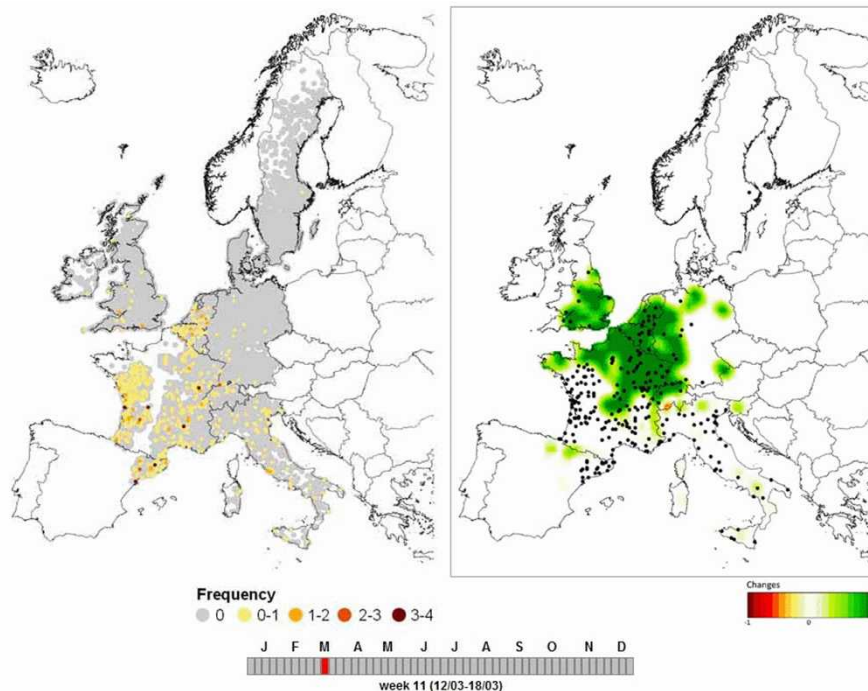 Changes
-1 0
Frequency
0 0-1 1-2 2-3 3-4
J F M A M J J A S O N D
week 11 (12/03-18/03)